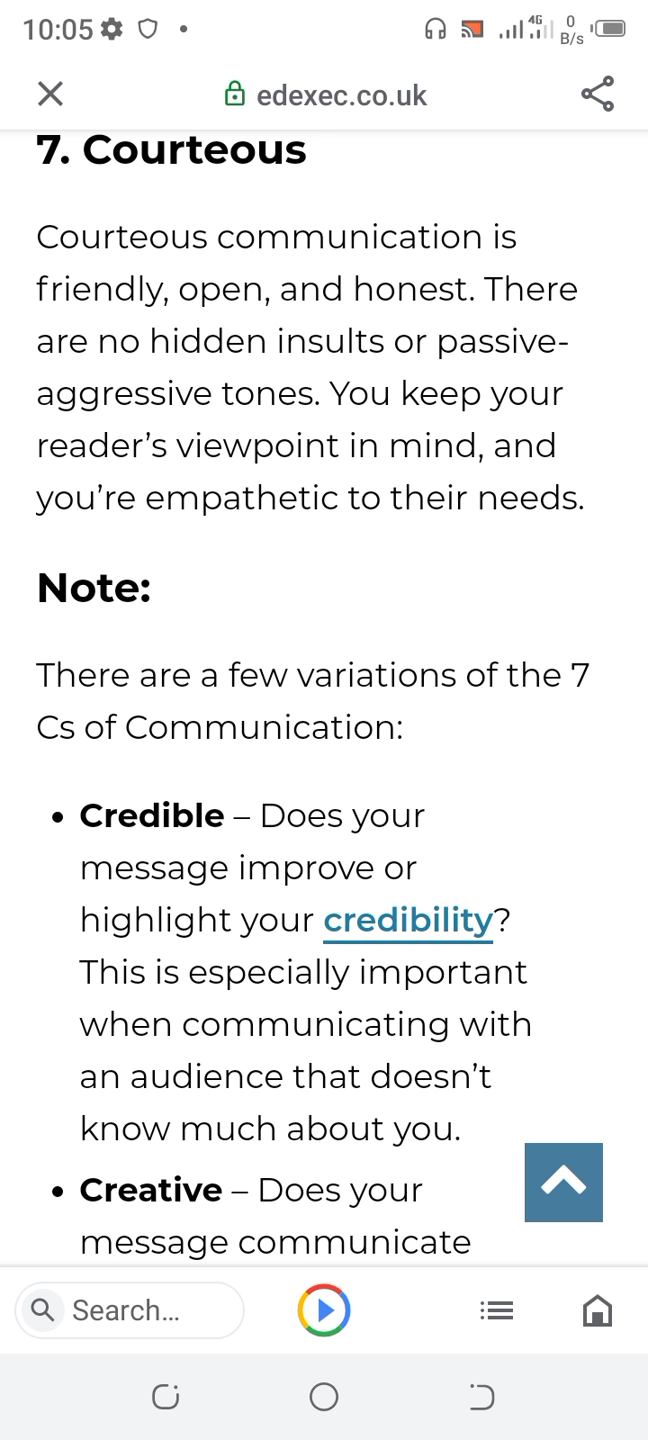 10:05
4G
0
B/s
edexec.co.uk
7. Courteous
Courteous communication is
friendly, open, and honest. There
are no hidden insults or passive-
aggressive tones. You keep your
reader’s viewpoint in mind, and
you’re empathetic to their needs.
Note:
There are a few variations of the 7
Cs of Communication:
• Credible – Does your
message improve or
highlight your credibility?
This is especially important
when communicating with
an audience that doesn’t
know much about you.
• Creative – Does your
message communicate
Search...